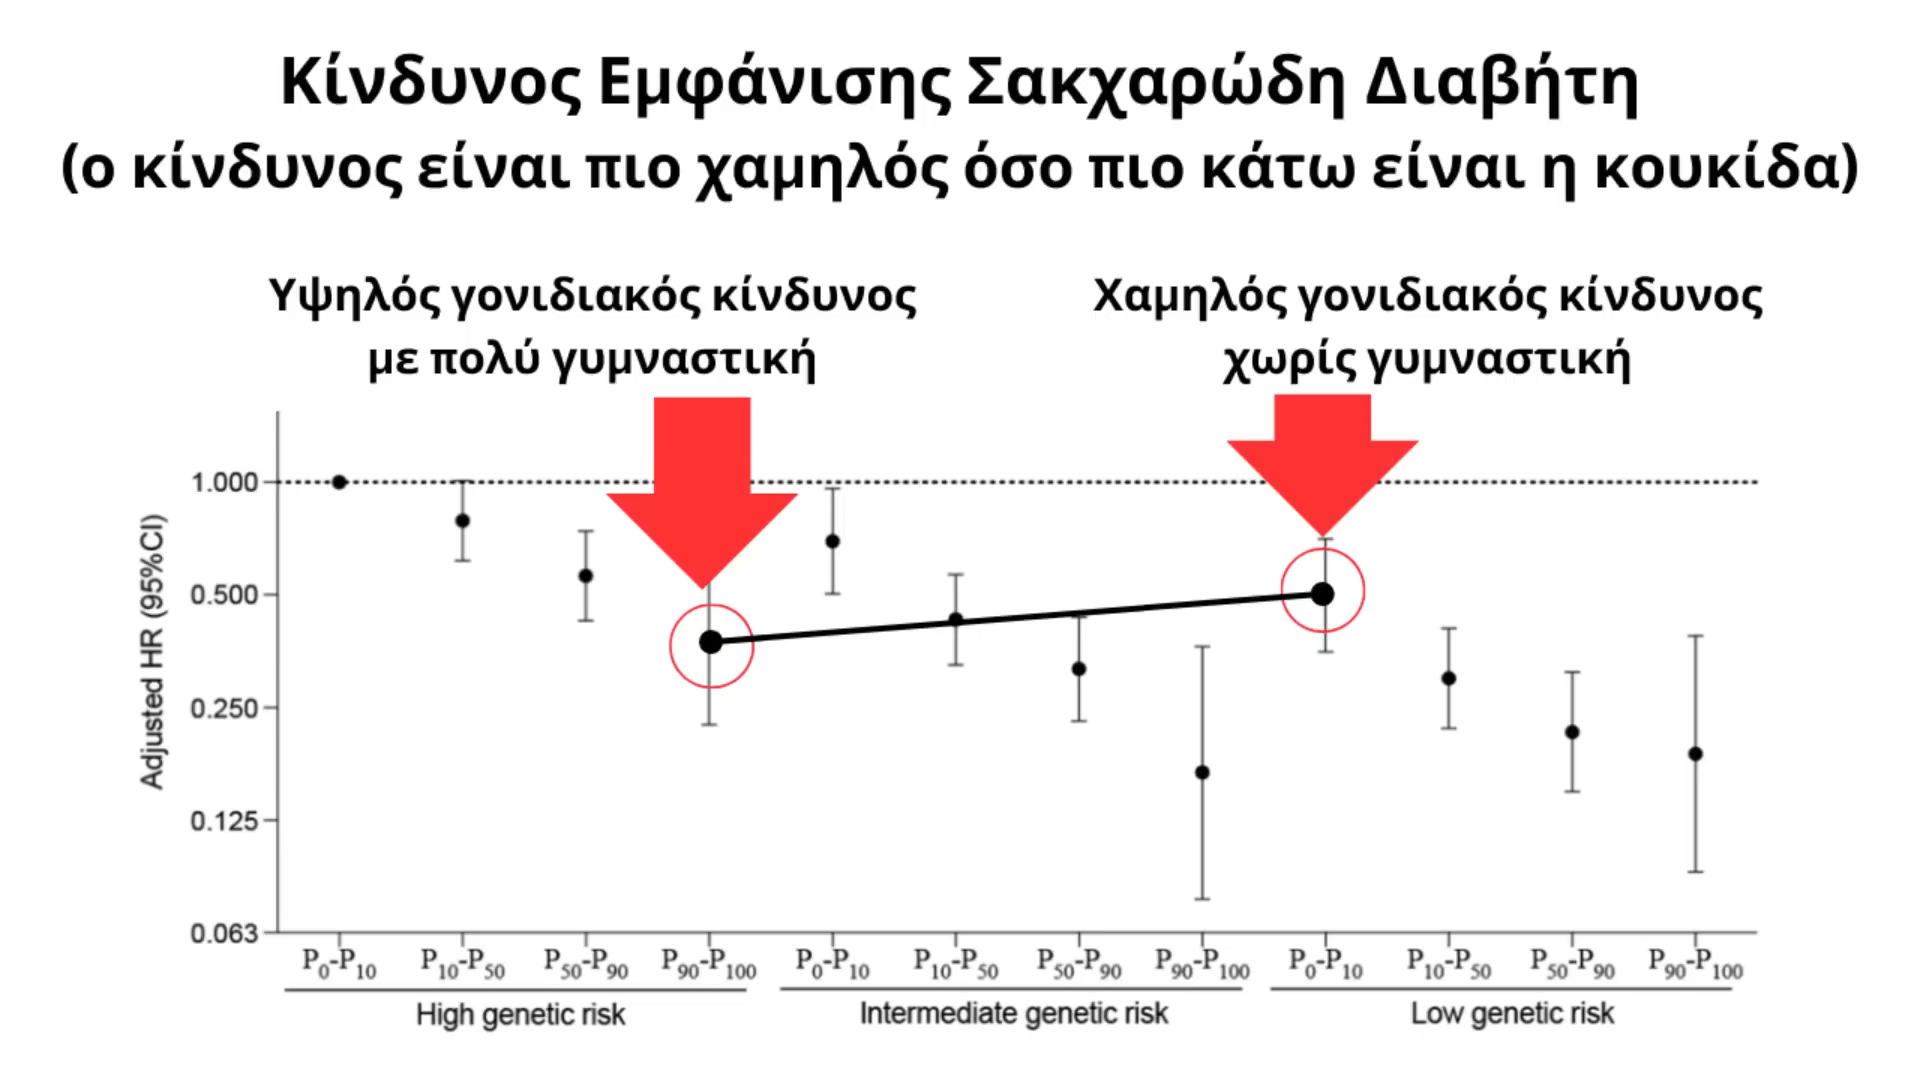 Κίνδυνος Εμφάνισης Σακχαρώδη Διαβήτη
(ο κίνδυνος είναι πιο χαμηλός όσο πιο κάτω είναι η κουκίδα)
Υψηλός γονιδιακός κίνδυνος
με πολύ γυμναστική
Χαμηλός γονιδιακός κίνδυνος
χωρίς γυμναστική
Adjusted HR (95%CI)
1.000
0.500
0.250
0.125
0.063
P0-P10 P10-P50 P50-P90 P90-P100 P0-P10 P10-P50 P50-P90 P90-P100 P0-P10 P10-P50 P50-P90 P90-P100
High genetic risk Intermediate genetic risk Low genetic risk